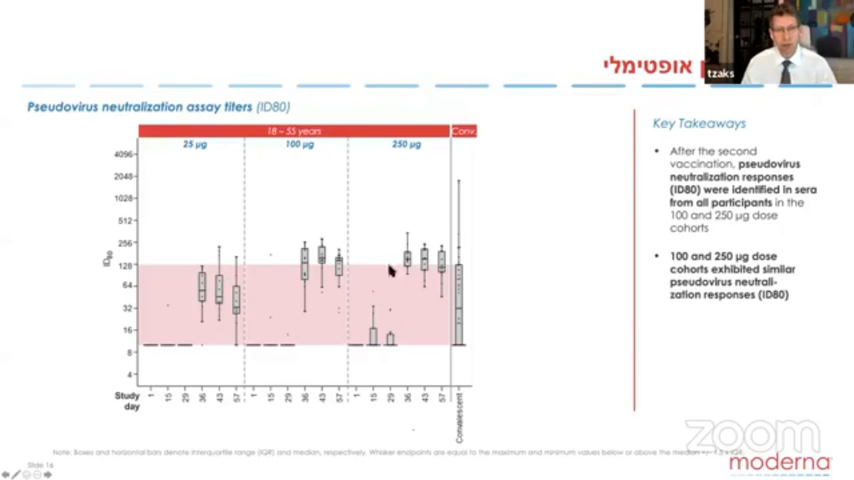 אופטימלי
tzaks
Pseudovirus neutralization assay titers (ID80)
18 – 55 years
Conv.
25 µg
100 µg
250 µg
4096
2048
1028
512
256
128
64
32
16
8
4
ID80
Study day
1 15 29 36 43 57 1 15 29 36 43 57 1 15 29 36 43 57
Convalescent
Key Takeaways
• After the second
vaccination, pseudovirus
neutralization responses
(ID80) were identified in sera
from all participants in the
100 and 250 µg dose
cohorts
• 100 and 250 µg dose
cohorts exhibited similar
pseudovirus neutrali-
zation responses (ID80)
Note: Boxes and horizontal bars denote interquartile range (IQR) and median, respectively. Whisker endpoints are equal to the maximum and minimum values below or above the median
Slide 16
zoom
moderna